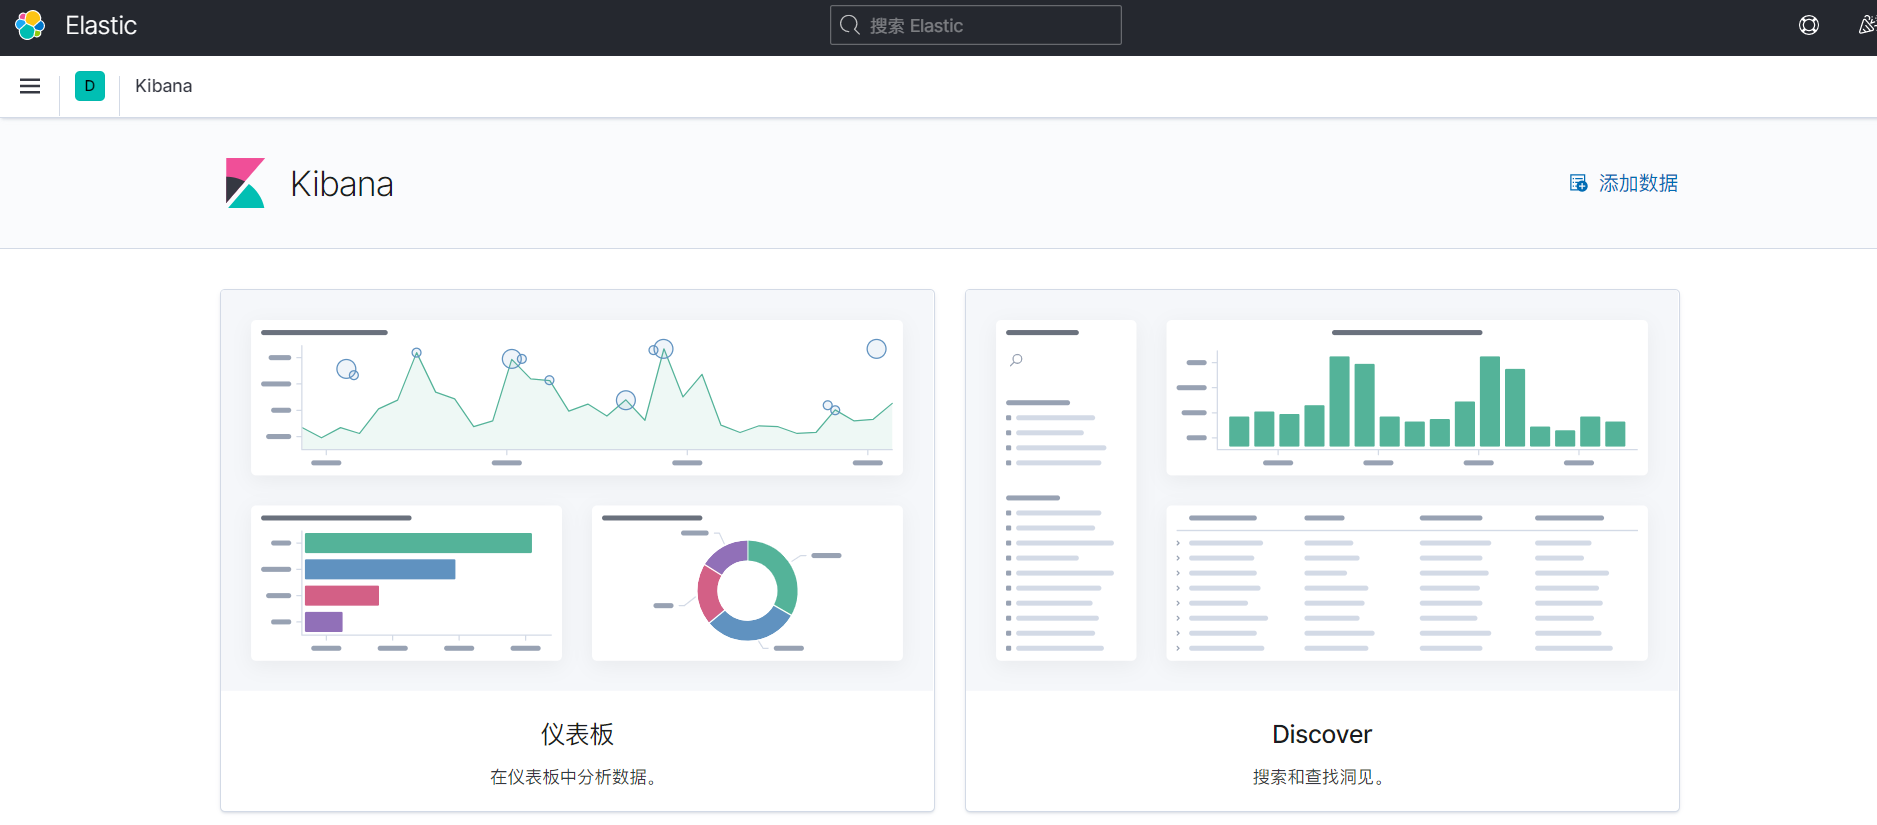 Elastic
搜索 Elastic
D
Kibana
Kibana
添加数据
仪表板
在仪表板中分析数据。
Discover
搜索和查找洞见。